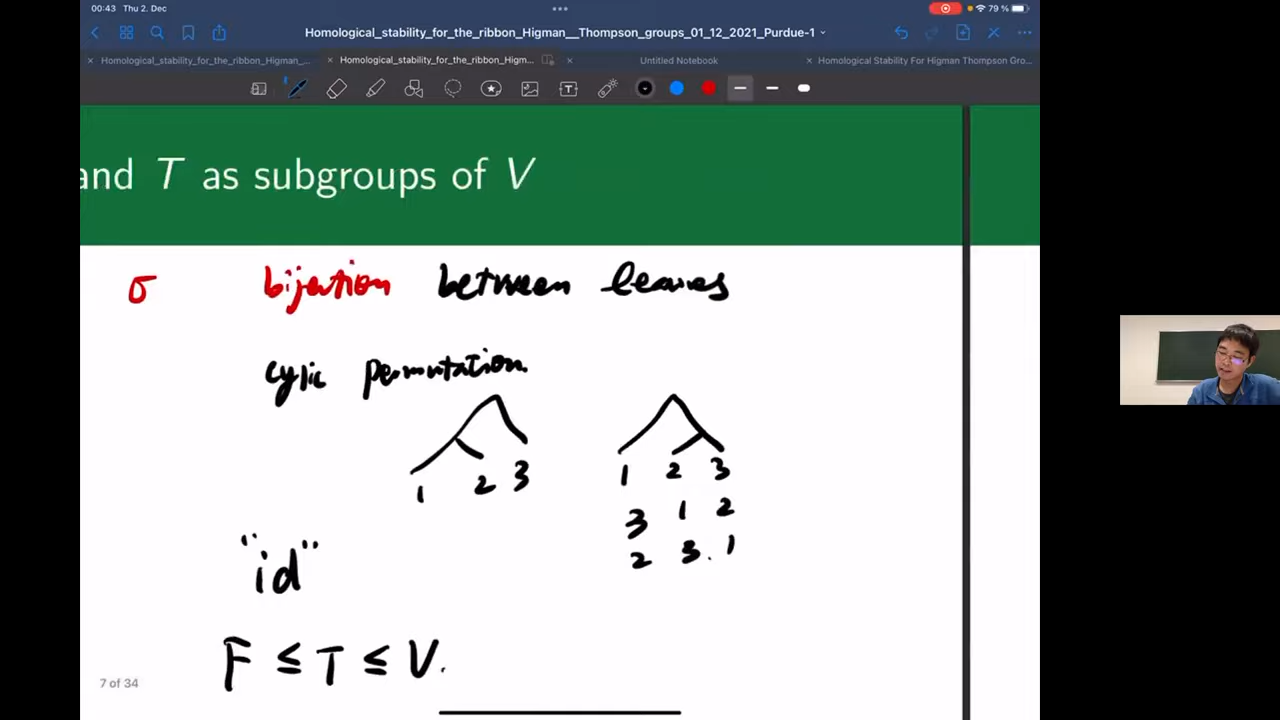 00:43 Thu 2. Dec
79 %
Homological_stability_for_the_ribbon_Higman__Thompson_groups_01_12_2021_Purdue-1
Homological_stability_for_the_ribbon_Higman_...
Homological_stability_for_the_ribbon_Higm...
Untitled Notebook
Homological Stability For Higman Thompson Gro...
and T as subgroups of V
σ bijection between leaves
cylic permutation
1 2 3 1 2 3
3 1 2
2 3. 1
"id"
F ≤ T ≤ V.
7 of 34